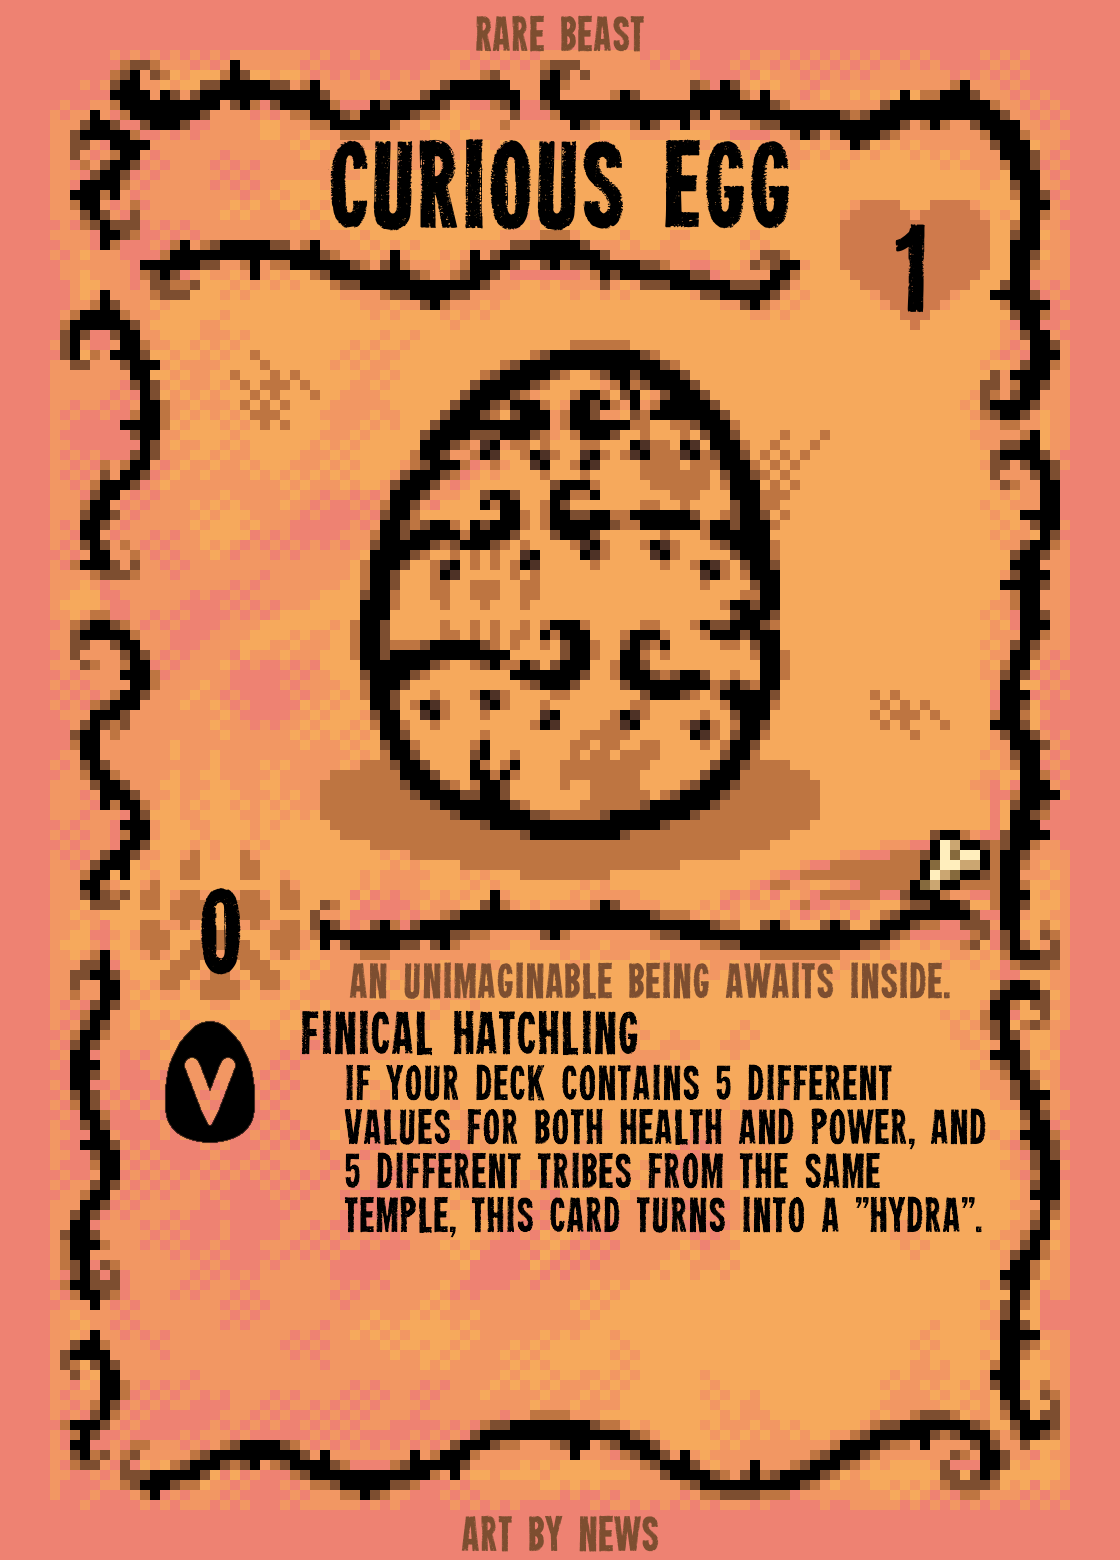 RARE BEAST
CURIOUS EGG
1
0
AN UNIMAGINABLE BEING AWAITS INSIDE.
FINICAL HATCHLING
IF YOUR DECK CONTAINS 5 DIFFERENT
VALUES FOR BOTH HEALTH AND POWER, AND
5 DIFFERENT TRIBES FROM THE SAME
TEMPLE, THIS CARD TURNS INTO A "HYDRA".
ART BY NEWS